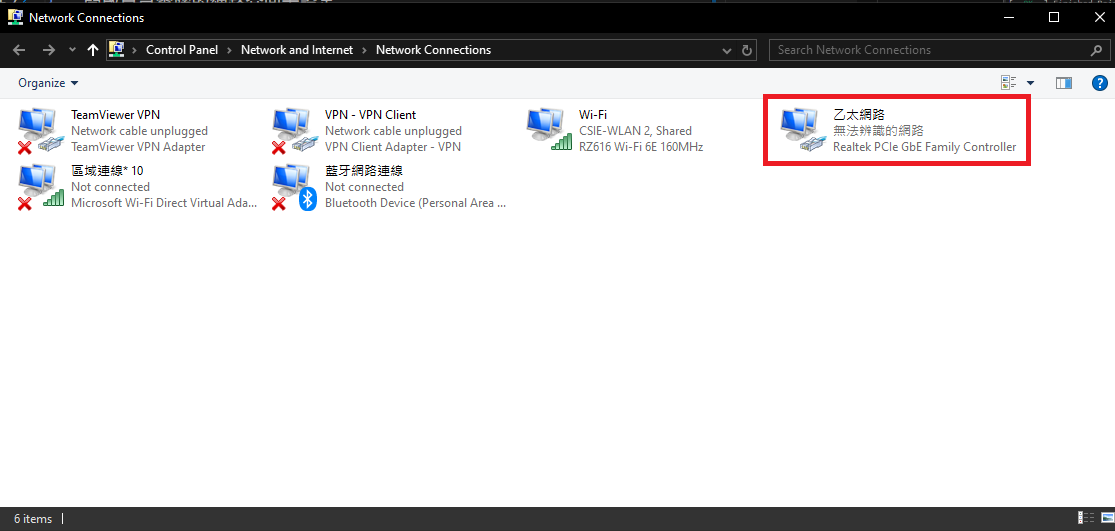 Network Connections
Control Panel
Network and Internet
Network Connections
Search Network Connections
Organize
TeamViewer VPN
Network cable unplugged
TeamViewer VPN Adapter
VPN - VPN Client
Network cable unplugged
VPN Client Adapter - VPN
Wi-Fi
CSIE-WLAN 2, Shared
RZ616 Wi-Fi 6E 160MHz
乙太網路
無法辨識的網路
Realtek PCIe GbE Family Controller
區域連線* 10
Not connected
Microsoft Wi-Fi Direct Virtual Ada...
藍牙網路連線
Not connected
Bluetooth Device (Personal Area ...
6 items